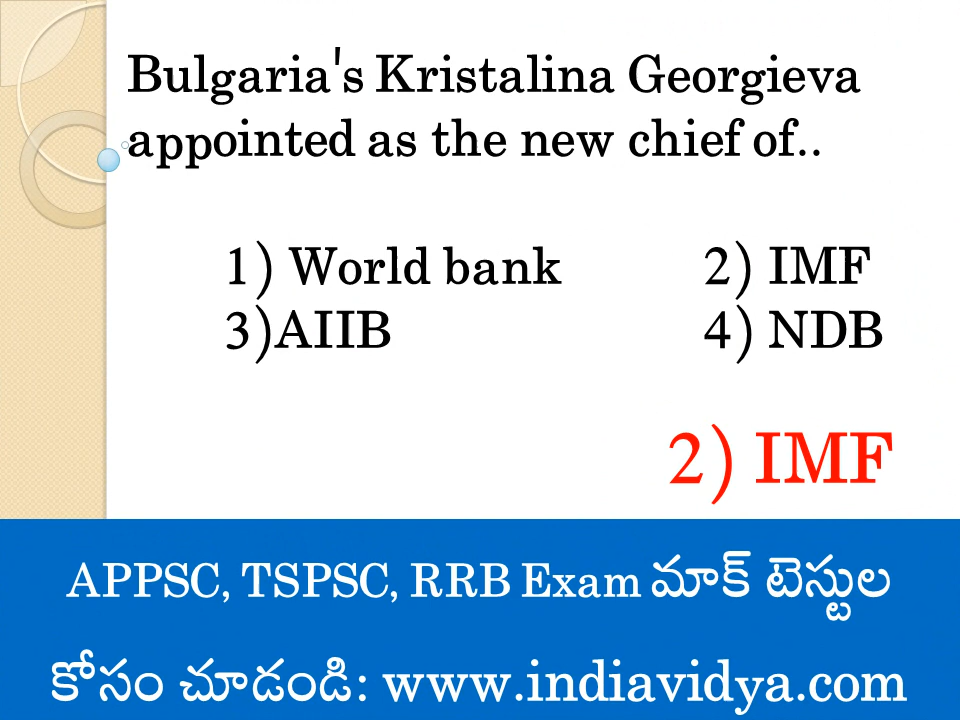 Bulgaria's Kristalina Georgieva
appointed as the new chief of..
1) World bank 2) IMF
3)AIIB 4) NDB
2) IMF
APPSC, TSPSC, RRB Exam మాక్ టెస్టుల
కోసం చూడండి: www.indiavidya.com